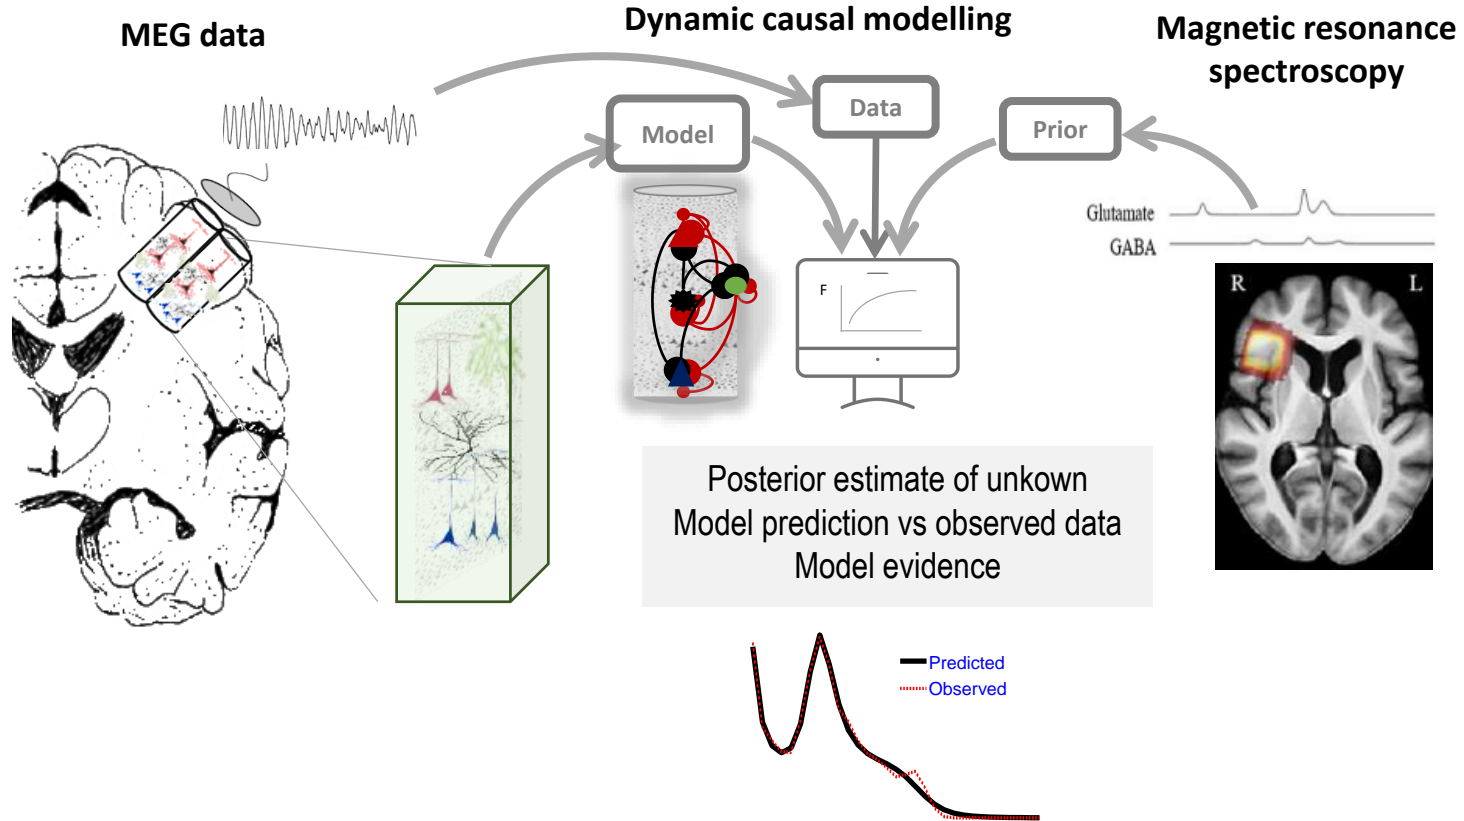 MEG data
Dynamic causal modelling
Magnetic resonance
spectroscopy
Model
Data
Prior
Glutamate
GABA
F
R
L
Posterior estimate of unkown
Model prediction vs observed data
Model evidence
Predicted
Observed